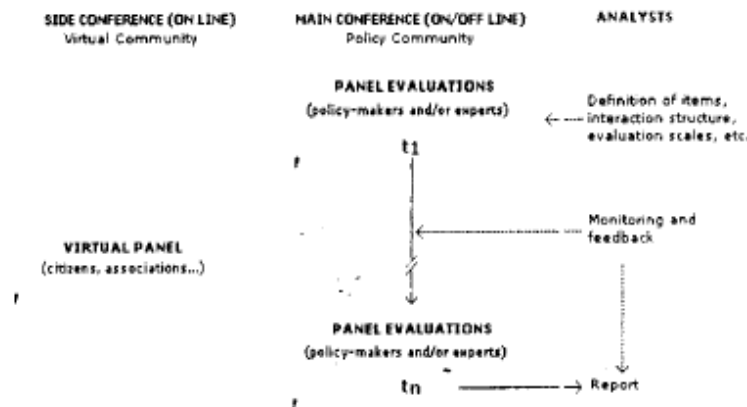 SIDE CONFERENCE (ON LINE)
Virtual Community
MAIN CONFERENCE (ON/OFF LINE)
Policy Community
ANALYSTS
PANEL EVALUATIONS
(policy-makers and/or experts)
t1
Definition of items,
interaction structure,
evaluation scales, etc.
Monitoring and
feedback
VIRTUAL PANEL
(citizens, associations...)
PANEL EVALUATIONS
(policy-makers and/or experts)
tn
Report